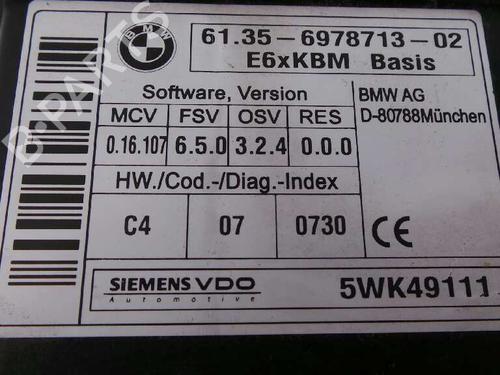 BMW
61.35-6978713-02
E6xKBM Basis
Software, Version
MCV FSV OSV RES
0.16.107 6.5.0 3.2.4 0.0.0
HW./Cod.-/Diag.-Index
C4 07 0730
BMW AG
D-80788München
CE
SIEMENS VDO
Automotive
5WK49111
B-PARTS